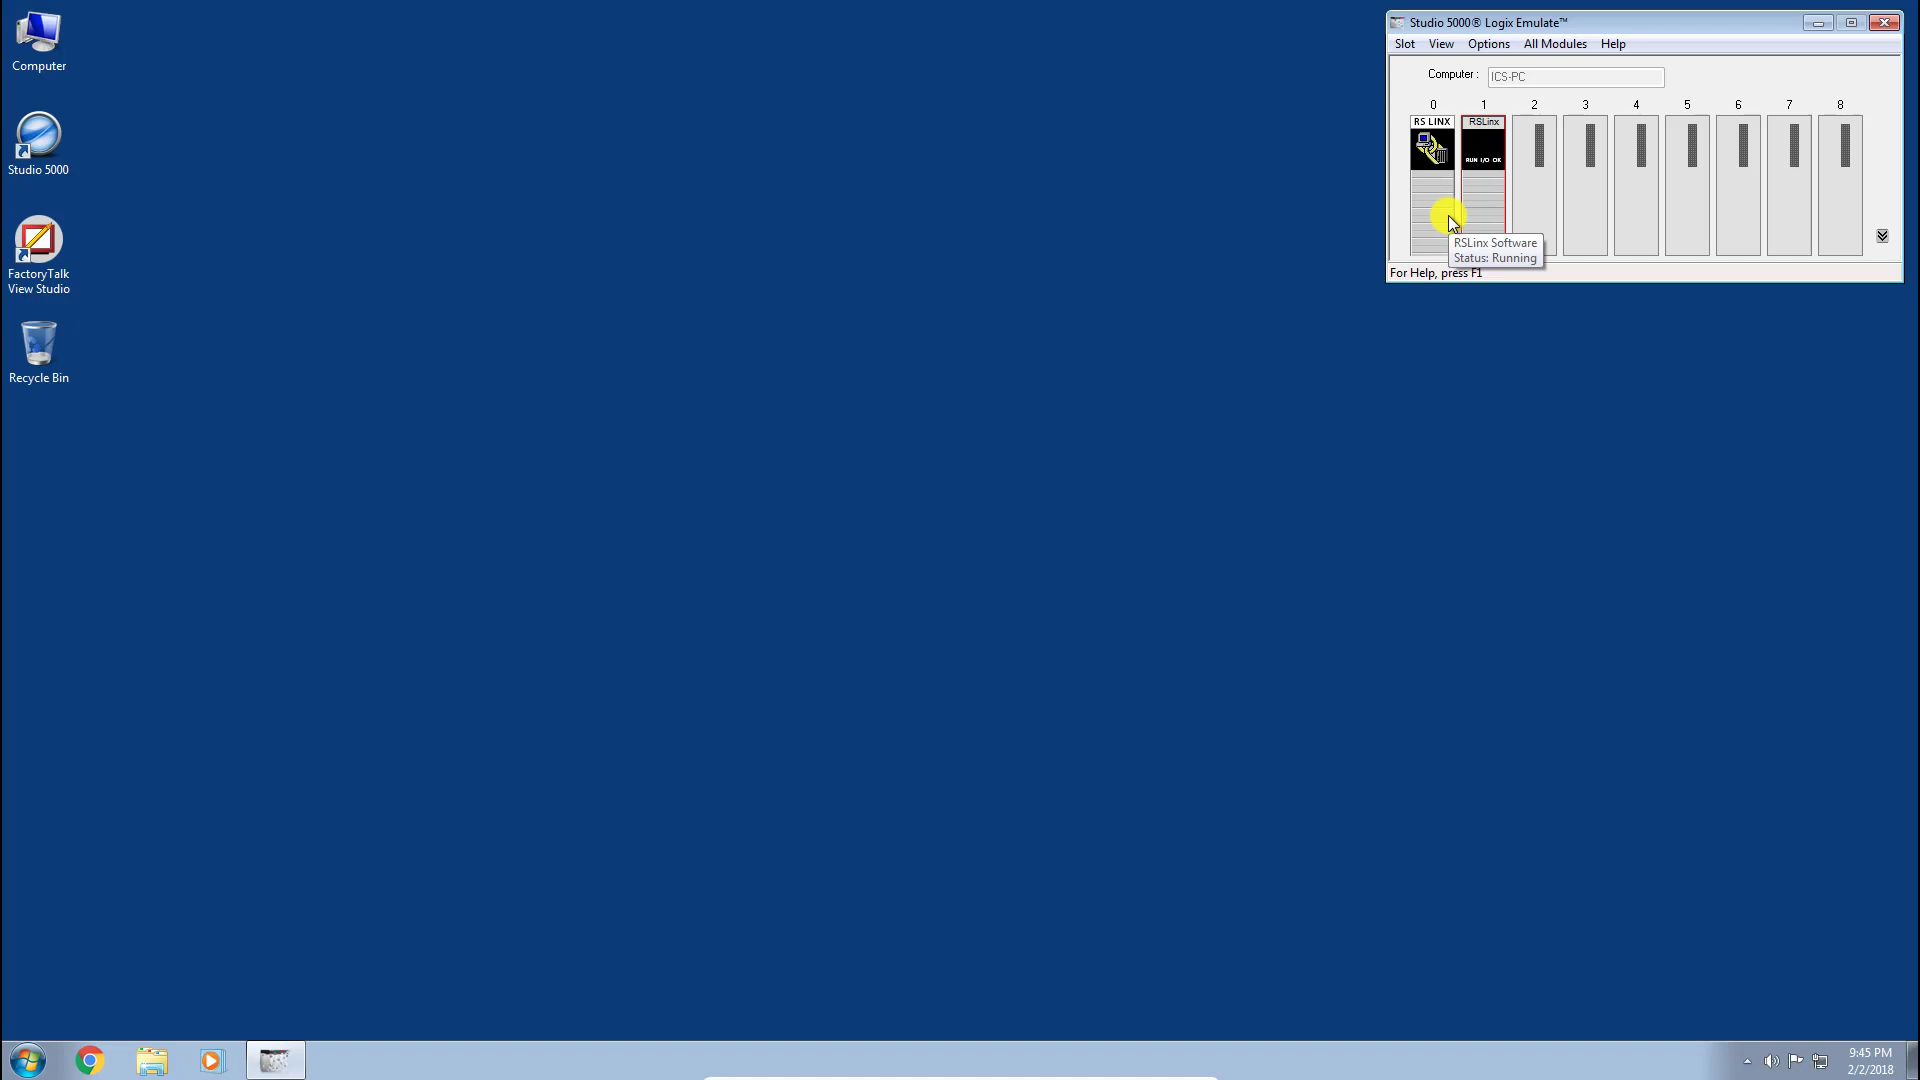 Computer
Studio 5000
FactoryTalk
View Studio
Recycle Bin
Studio 5000® Logix Emulate™
Slot View Options All Modules Help
Computer : ICS-PC
0 1 2 3 4 5 6 7 8
RS LINX
RSLinx
RUN I/O OK
RSLinx Software
Status: Running
For Help, press F1
9:45 PM
2/2/2018